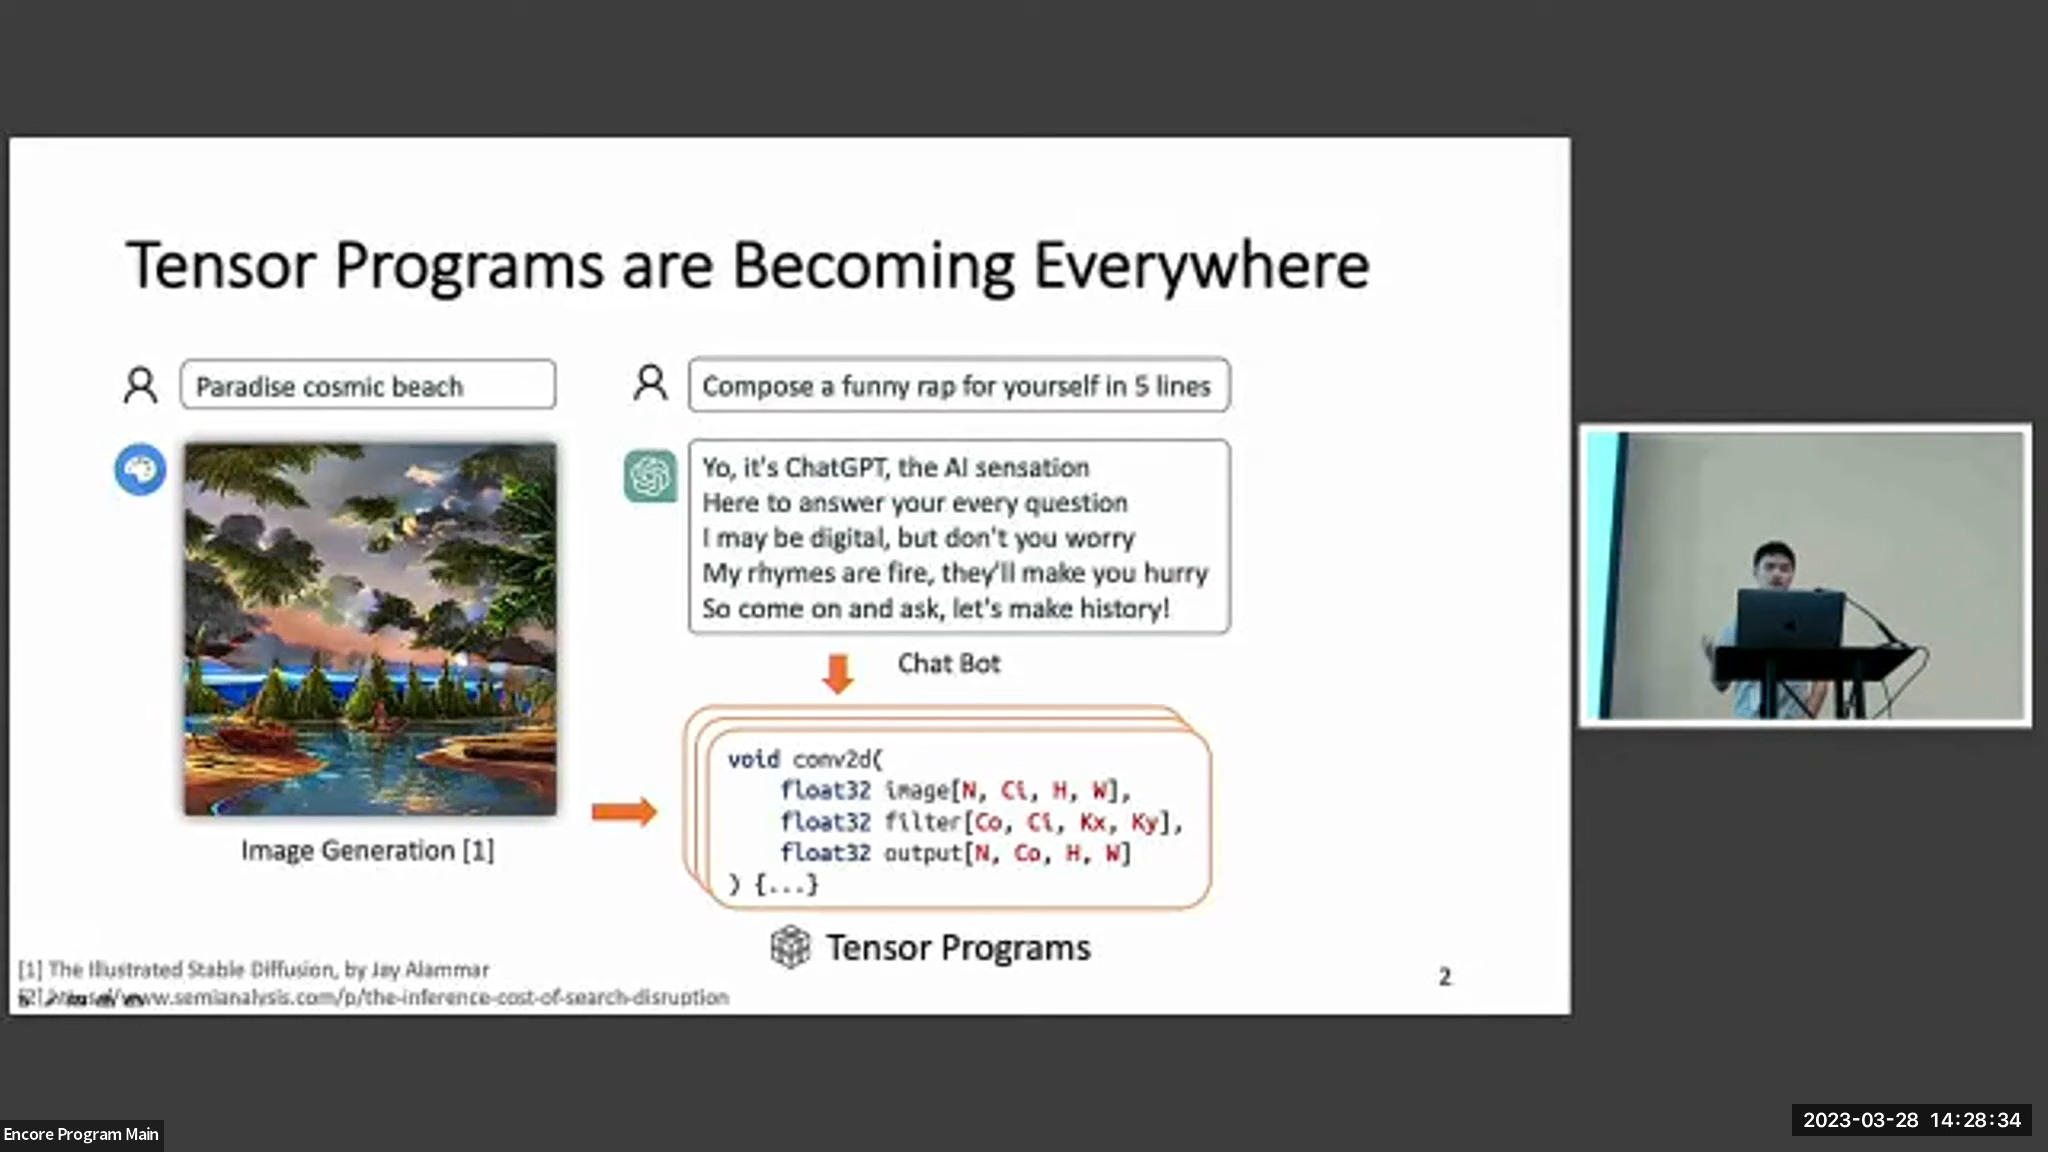 Tensor Programs are Becoming Everywhere
Paradise cosmic beach
Image Generation [1]
Compose a funny rap for yourself in 5 lines
Yo, it's ChatGPT, the AI sensation
Here to answer your every question
I may be digital, but don't you worry
My rhymes are fire, they'll make you hurry
So come on and ask, let's make history!
Chat Bot
void conv2d(
float32 image[N, Ci, H, W],
float32 filter[Co, Ci, Kx, Ky],
float32 output[N, Co, H, W]
) {...}
Tensor Programs
[1] The Illustrated Stable Diffusion, by Jay Alammar
[2] https://www.semianalysis.com/p/the-inference-cost-of-search-disruption
2
Encore Program Main
2023-03-28 14:28:34